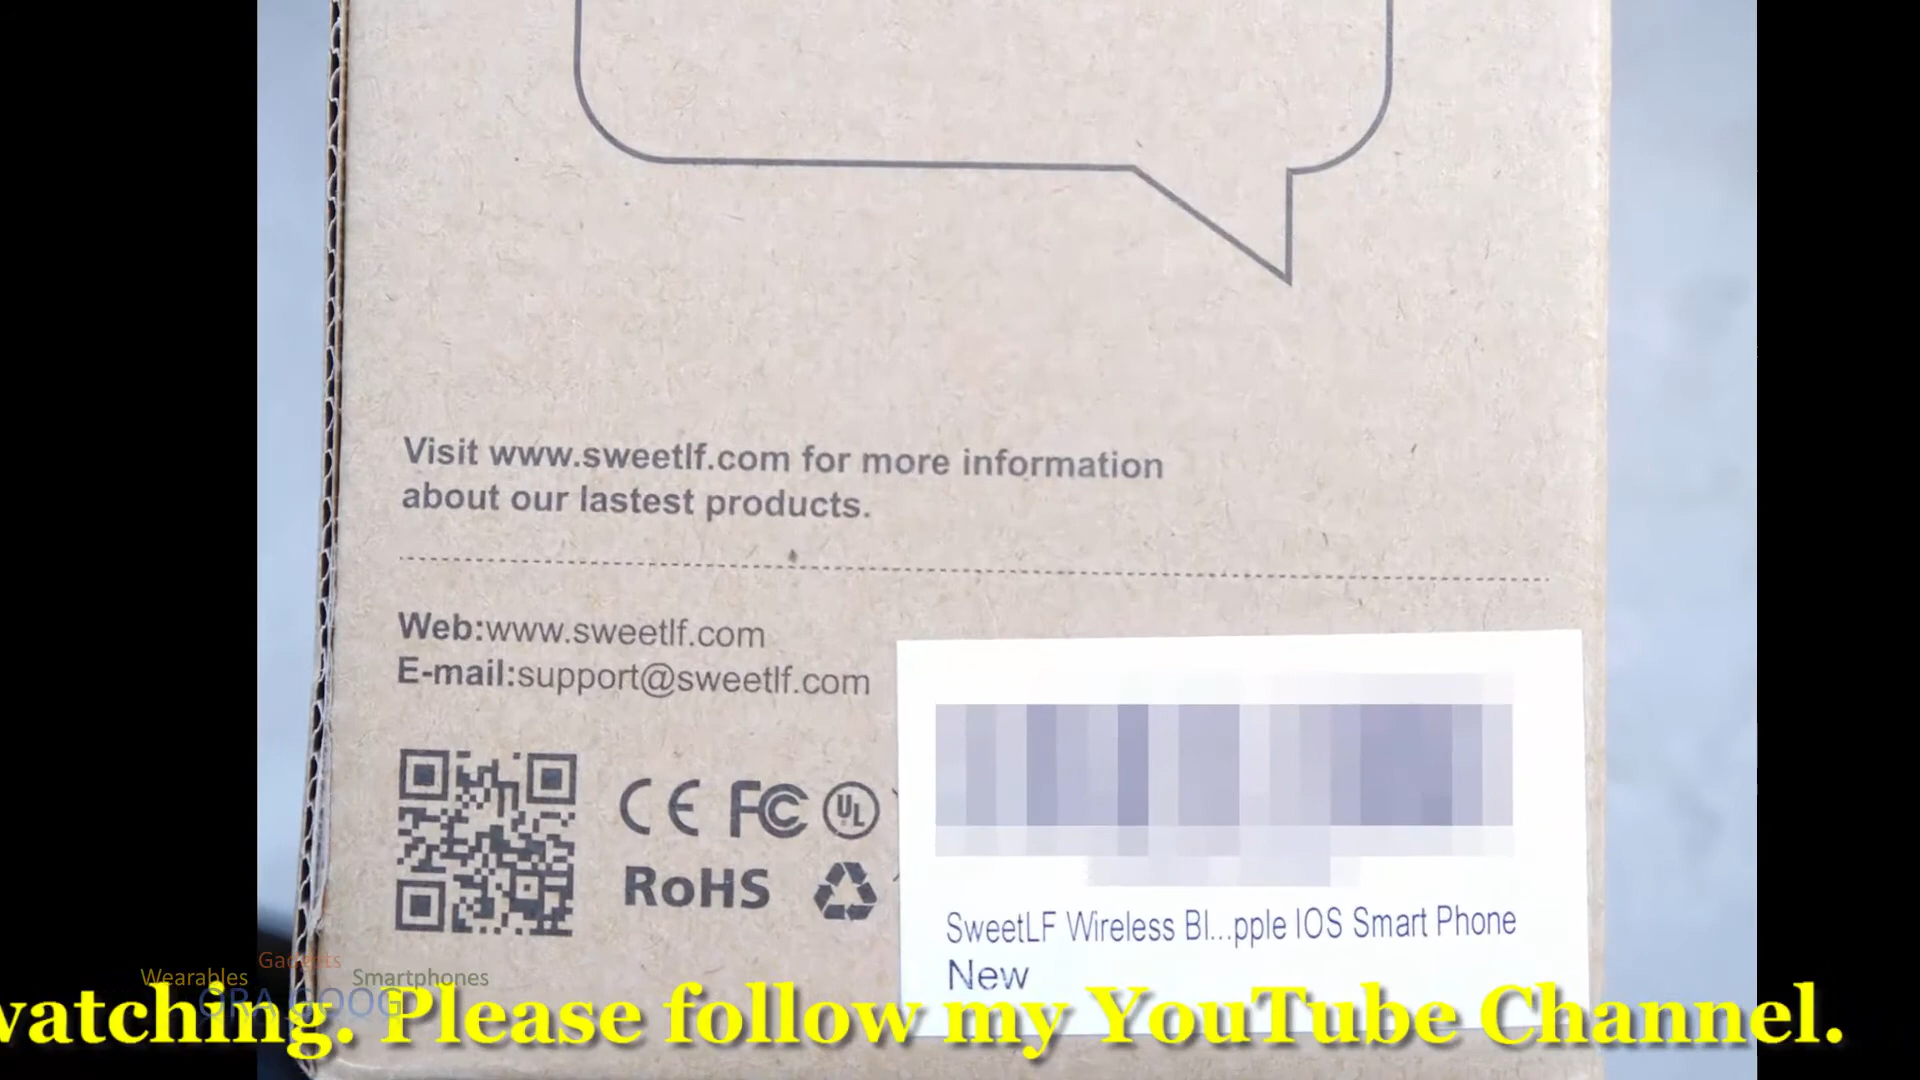 Visit www.sweetlf.com for more information
about our lastest products.
Web:www.sweetlf.com
E-mail:support@sweetlf.com
CE FC UL
RoHS
SweetLF Wireless Bl...pple IOS Smart Phone
New
Gadgets
Wearables Smartphones
watching. Please follow my YouTube Channel.